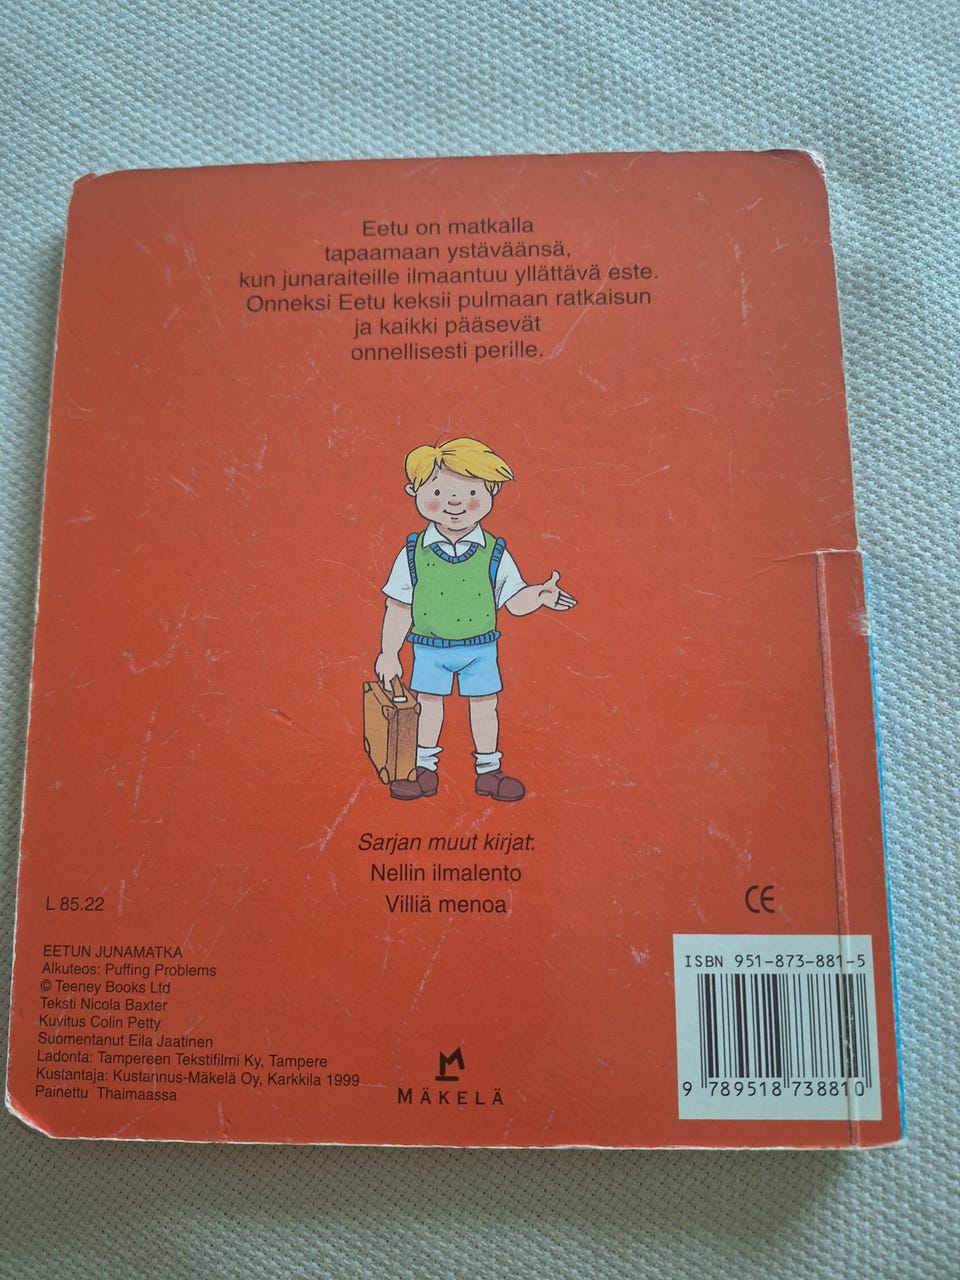 Eetu on matkalla
tapaamaan ystäväänsä,
kun junaraiteille ilmaantuu yllättävä este.
Onneksi Eetu keksii pulmaan ratkaisun
ja kaikki pääsevät
onnellisesti perille.
Sarjan muut kirjat:
Nellin ilmalento
Villiä menoa
L 85.22
CE
EETUN JUNAMATKA
Alkuteos: Puffing Problems
© Teeney Books Ltd
Teksti Nicola Baxter
Kuvitus Colin Petty
Suomentanut Eila Jaatinen
Ladonta: Tampereen Tekstifilmi Ky, Tampere
Kustantaja: Kustannus-Mäkelä Oy, Karkkila 1999
Painettu Thaimaassa
M
MÄKELÄ
ISBN 951-873-881-5
9 789518 738810